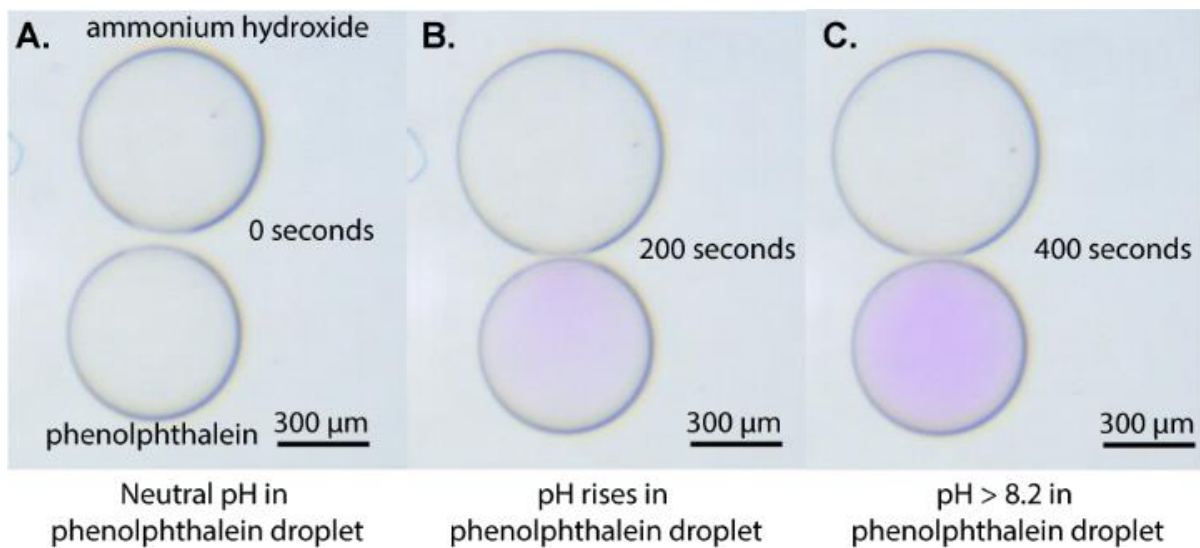 A.
ammonium hydroxide
0 seconds
phenolphthalein
300 μm
Neutral pH in
phenolphthalein droplet
B.
200 seconds
300 μm
pH rises in
phenolphthalein droplet
C.
400 seconds
300 μm
pH > 8.2 in
phenolphthalein droplet